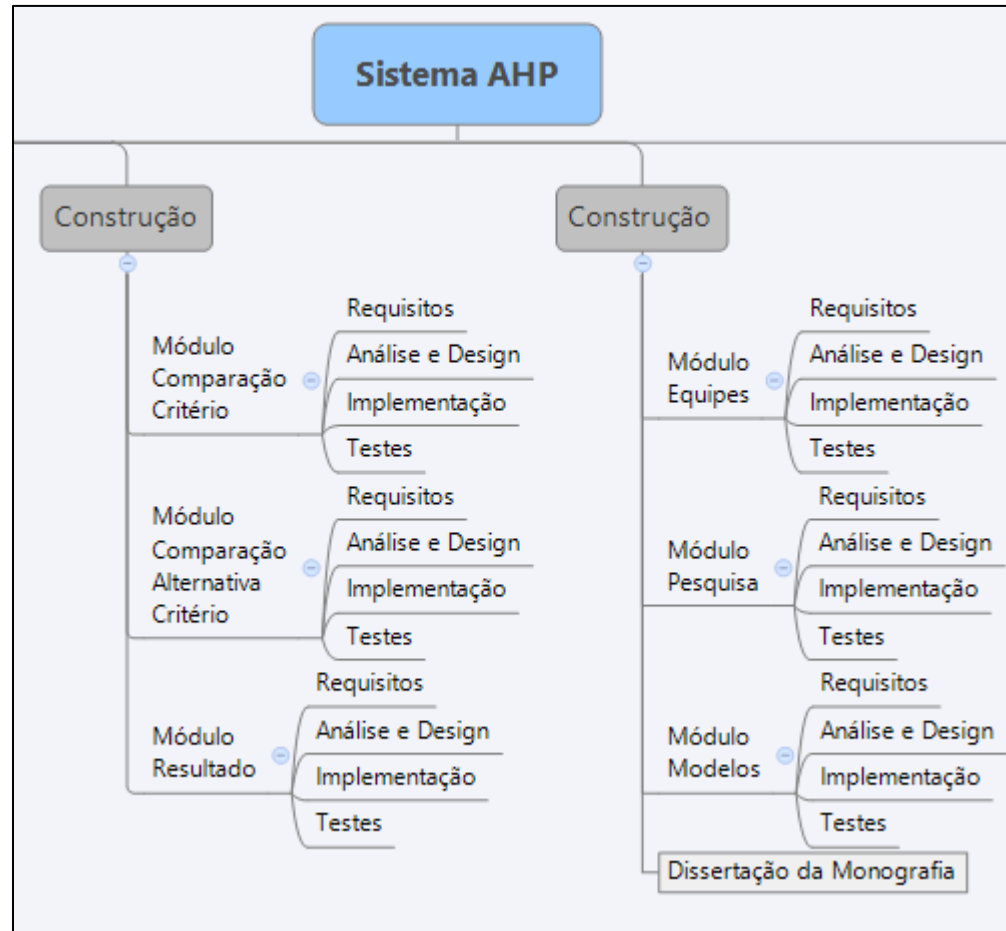 Sistema AHP
Construção
Módulo
Comparação
Critério
Requisitos
Análise e Design
Implementação
Testes
Módulo
Comparação
Alternativa
Critério
Requisitos
Análise e Design
Implementação
Testes
Módulo
Resultado
Requisitos
Análise e Design
Implementação
Testes
Construção
Módulo
Equipes
Requisitos
Análise e Design
Implementação
Testes
Módulo
Pesquisa
Requisitos
Análise e Design
Implementação
Testes
Módulo
Modelos
Requisitos
Análise e Design
Implementação
Testes
Dissertação da Monografia